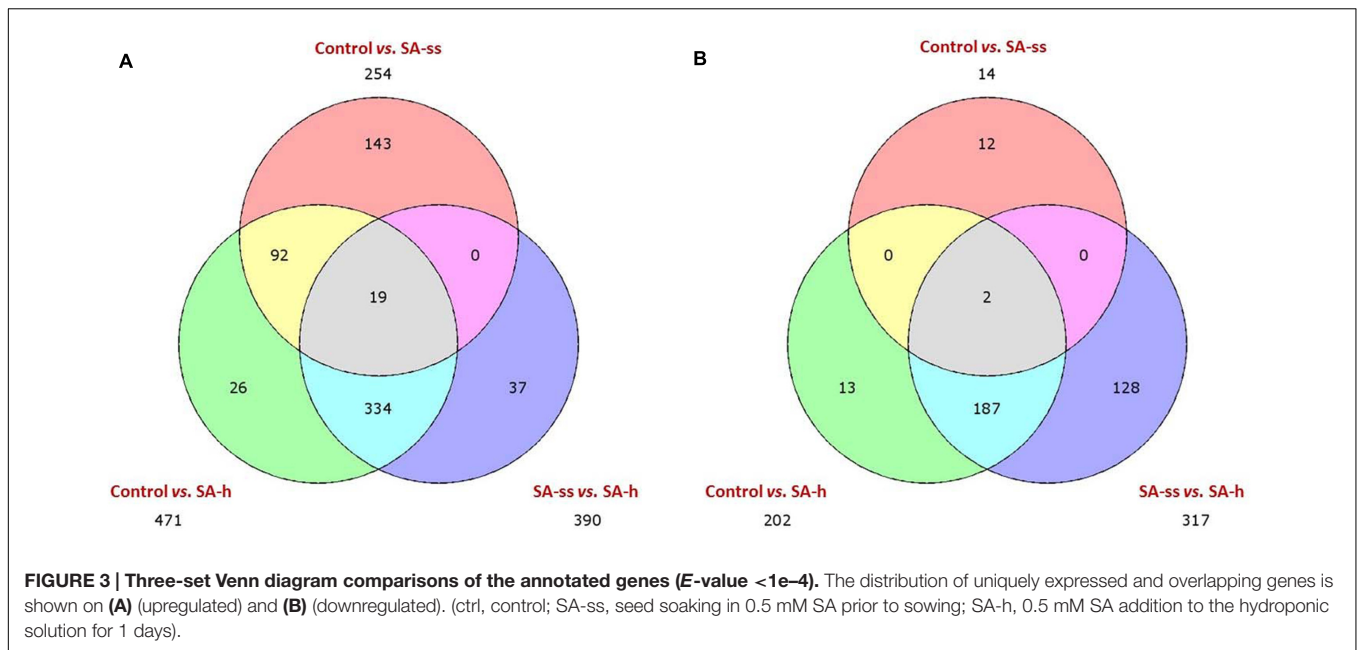 A
Control vs. SA-ss
254
143
92
0
19
26
334
37
Control vs. SA-h
471
SA-ss vs. SA-h
390
B
Control vs. SA-ss
14
12
0
0
2
13
187
128
Control vs. SA-h
202
SA-ss vs. SA-h
317
FIGURE 3 | Three-set Venn diagram comparisons of the annotated genes (E-value <1e–4). The distribution of uniquely expressed and overlapping genes is
shown on (A) (upregulated) and (B) (downregulated). (ctrl, control; SA-ss, seed soaking in 0.5 mM SA prior to sowing; SA-h, 0.5 mM SA addition to the hydroponic
solution for 1 days).